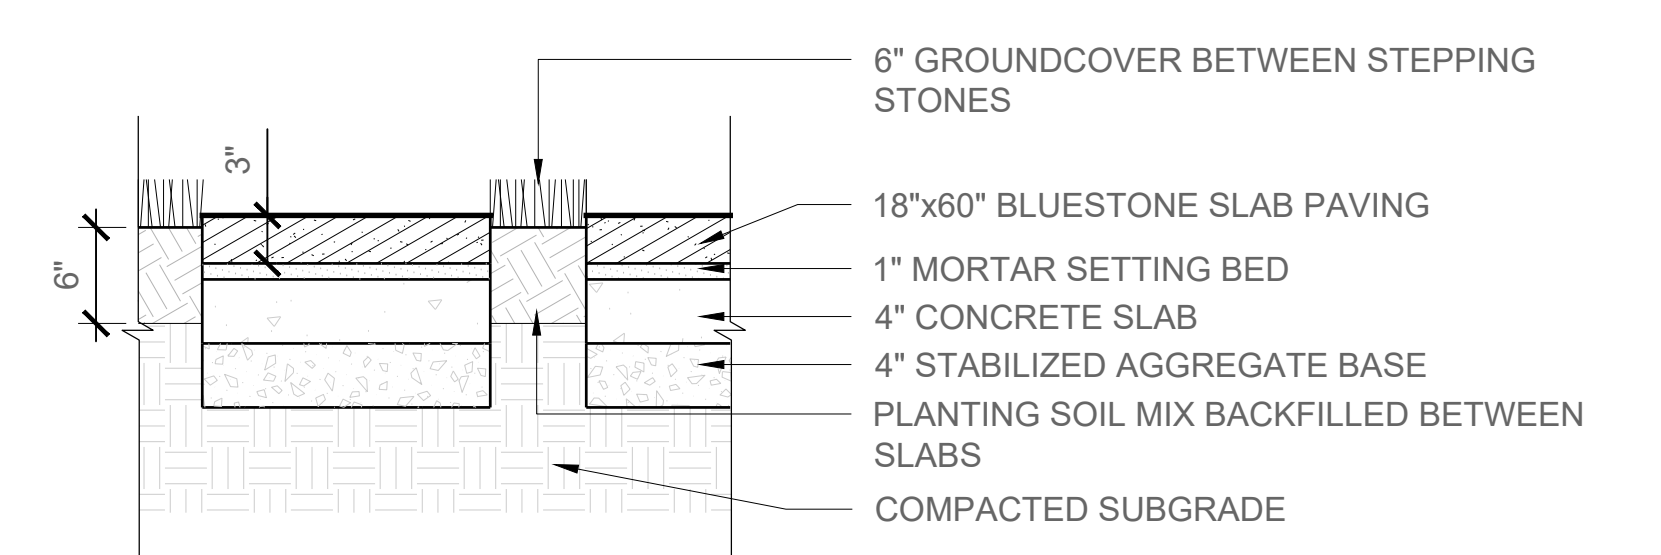 6" GROUNDCOVER BETWEEN STEPPING
STONES
3"
18"x60" BLUESTONE SLAB PAVING
6"
1" MORTAR SETTING BED
4" CONCRETE SLAB
4" STABILIZED AGGREGATE BASE
PLANTING SOIL MIX BACKFILLED BETWEEN
SLABS
COMPACTED SUBGRADE